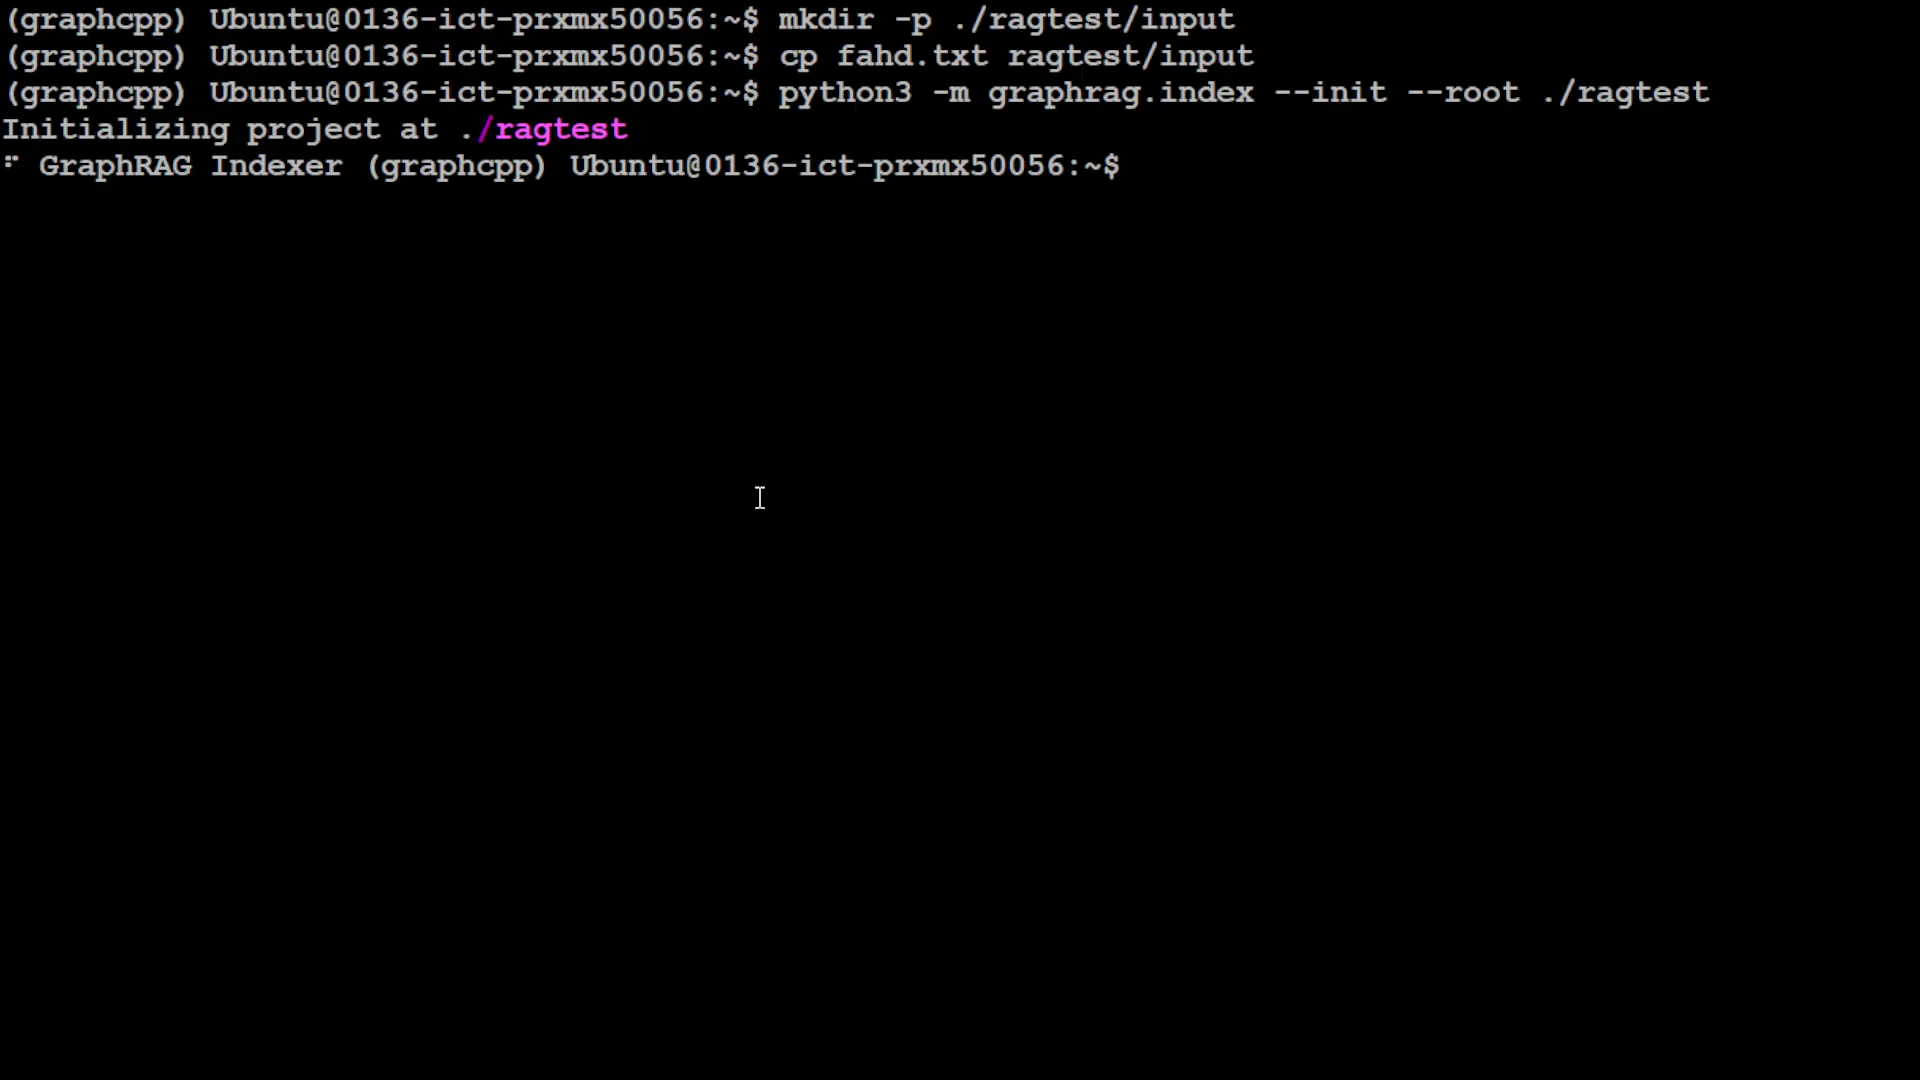 (graphcpp) Ubuntu@0136-ict-prxmx50056:~$ mkdir -p ./ragtest/input
(graphcpp) Ubuntu@0136-ict-prxmx50056:~$ cp fahd.txt ragtest/input
(graphcpp) Ubuntu@0136-ict-prxmx50056:~$ python3 -m graphrag.index --init --root ./ragtest
Initializing project at ./ragtest
⠋ GraphRAG Indexer (graphcpp) Ubuntu@0136-ict-prxmx50056:~$